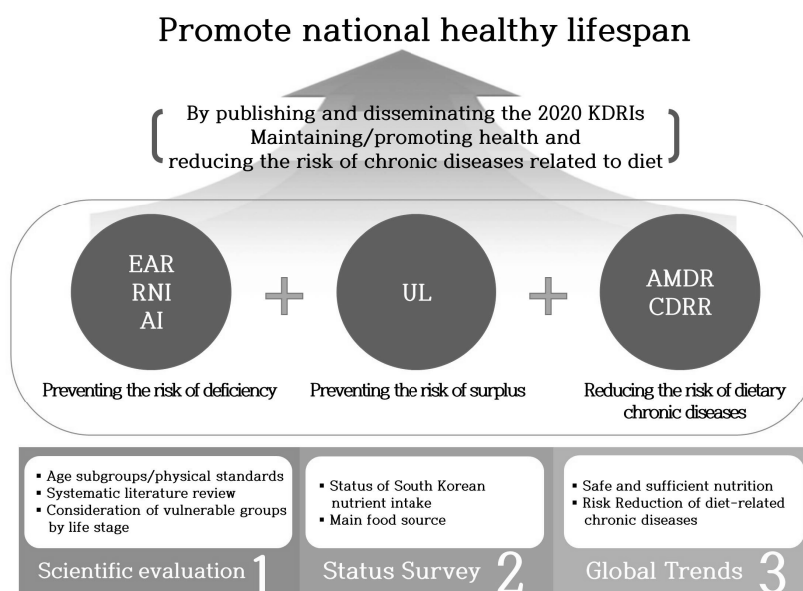 Promote national healthy lifespan
By publishing and disseminating the 2020 KDRIs
Maintaining/promoting health and
reducing the risk of chronic diseases related to diet
EAR
RNI
AI
+
UL
+
AMDR
CDRR
Preventing the risk of deficiency
Preventing the risk of surplus
Reducing the risk of dietary
chronic diseases
▪ Age subgroups/physical standards
▪ Systematic literature review
▪ Consideration of vulnerable groups
by life stage
Scientific evaluation 1
▪ Status of South Korean
nutrient intake
▪ Main food source
Status Survey 2
▪ Safe and sufficient nutrition
▪ Risk Reduction of diet-related
chronic diseases
Global Trends 3